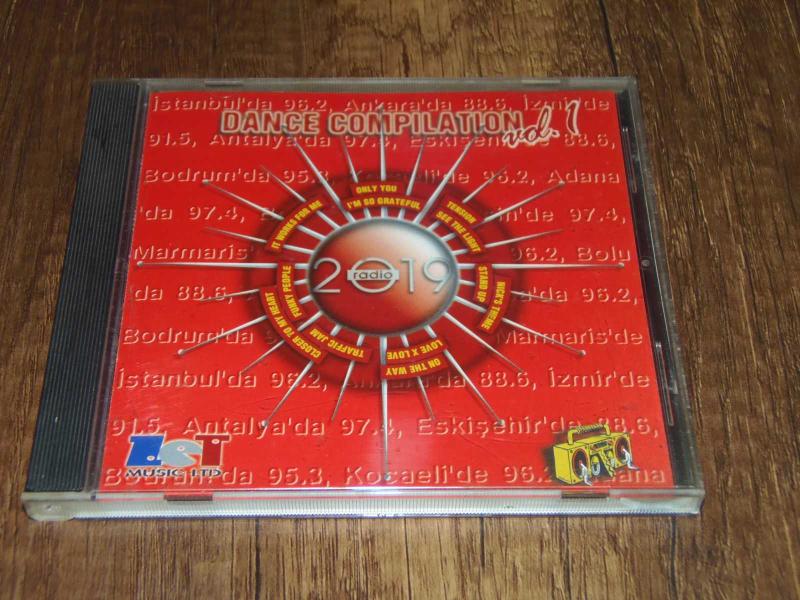 İstanbul'da 96.2, Ankara'da 88.6, İzmir'de
DANCE COMPILATION vol. 1
91.5, Antalya'da 97.4, Eskişehir'de 88.6,
Bodrum'da 95.3, Kocaeli'de 96.2, Adana
'da 97.4,
'de 97.4,
Marmaris'
96.2, Bolu
'da 88.6,
Bodrum'da
Marmaris'de
İstanbul'da 96.2, Ankara'da 88.6, İzmir'de
91.5, Antalya'da 97.4, Eskişehir'de 88.6,
Bodrum'da 95.3, Kocaeli'de 96.2, Adana
ONLY YOU
I'M SO GRATEFUL
TENSION
SEE THE LIGHT
NICK'S THEME
STAND UP
ON THE WAY
LOVE X LOVE
TRAFFIC JAM
CLOSER TO MY HEART
FUNKY PEOPLE
IT WORKS FOR ME
radio
2019
MUSIC LTD